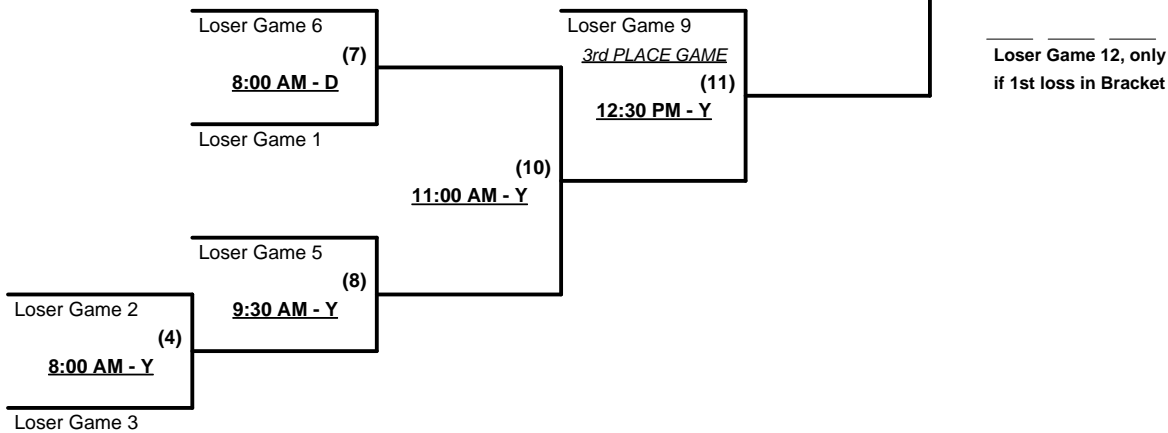 Loser Game 6
Loser Game 9
(7)
3rd PLACE GAME
Loser Game 12, only
8:00 AM - D
(11)
if 1st loss in Bracket
12:30 PM - Y
Loser Game 1
(10)
11:00 AM - Y
Loser Game 5
(8)
Loser Game 2
9:30 AM - Y
(4)
8:00 AM - Y
Loser Game 3